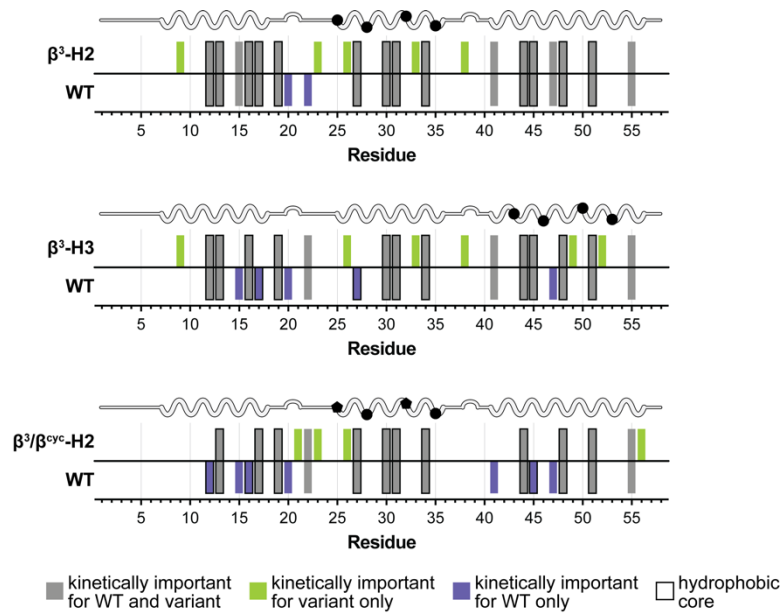 β³-H2
WT
5 10 15 20 25 30 35 40 45 50 55
Residue
β³-H3
WT
5 10 15 20 25 30 35 40 45 50 55
Residue
β³/βᶜʸᶜ-H2
WT
5 10 15 20 25 30 35 40 45 50 55
Residue
kinetically important
for WT and variant
kinetically important
for variant only
kinetically important
for WT only
hydrophobic
core